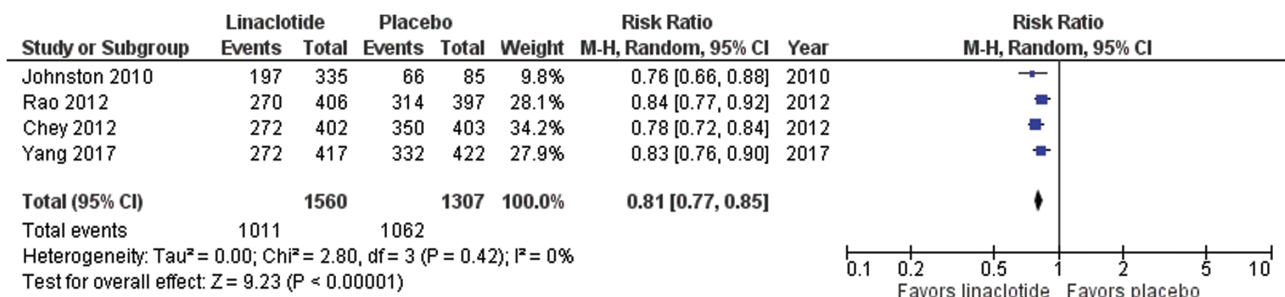 Linaclotide Placebo Risk Ratio Risk Ratio
Study or Subgroup Events Total Events Total Weight M-H, Random, 95% CI Year M-H, Random, 95% CI
Johnston 2010 197 335 66 85 9.8% 0.76 [0.66, 0.88] 2010
Rao 2012 270 406 314 397 28.1% 0.84 [0.77, 0.92] 2012
Chey 2012 272 402 350 403 34.2% 0.78 [0.72, 0.84] 2012
Yang 2017 272 417 332 422 27.9% 0.83 [0.76, 0.90] 2017
Total (95% CI) 1560 1307 100.0% 0.81 [0.77, 0.85]
Total events 1011 1062
Heterogeneity: Tau² = 0.00; Chi² = 2.80, df = 3 (P = 0.42); I² = 0%
Test for overall effect: Z = 9.23 (P < 0.00001)
0.1 0.2 0.5 1 2 5 10
Favors linaclotide Favors placebo